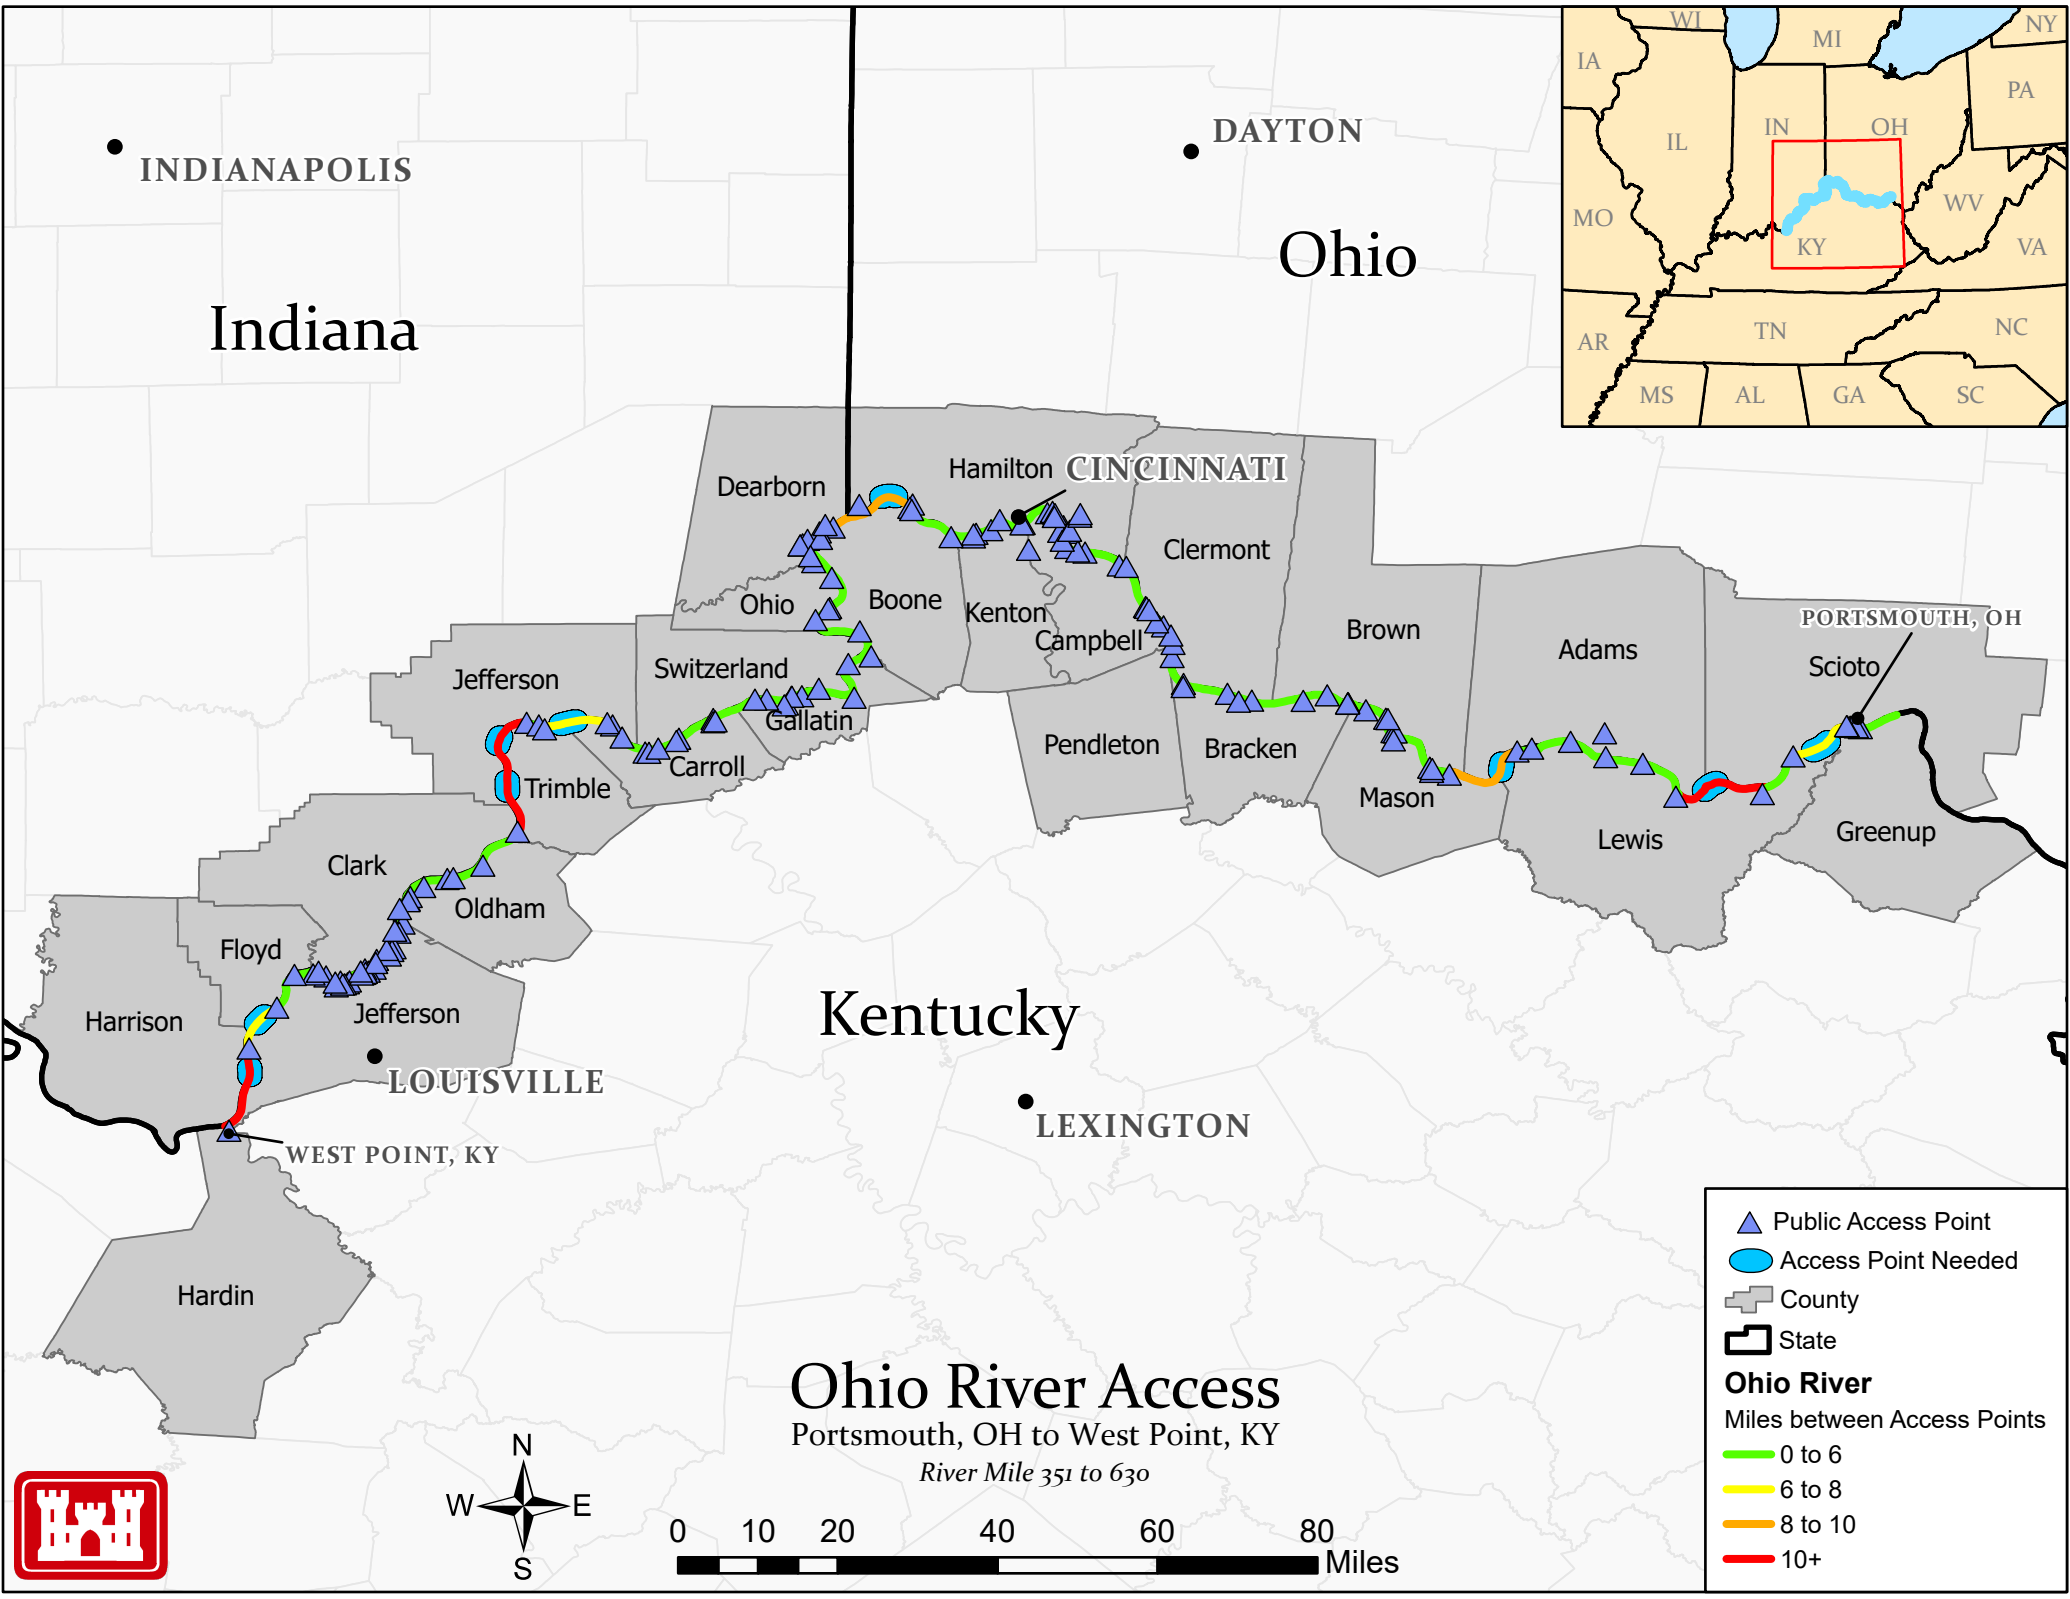 WI
MI
NY
IA
PA
IL
IN
OH
MO
WV
VA
KY
TN
NC
AR
MS
AL
GA
SC
INDIANAPOLIS
DAYTON
Ohio
Indiana
Dearborn
Hamilton
CINCINNATI
Clermont
Ohio
Boone
Kenton
Campbell
Brown
Adams
PORTSMOUTH, OH
Scioto
Jefferson
Switzerland
Gallatin
Carroll
Trimble
Pendleton
Bracken
Mason
Lewis
Greenup
Clark
Oldham
Floyd
Harrison
Jefferson
LOUISVILLE
Kentucky
LEXINGTON
WEST POINT, KY
Hardin
Ohio River Access
Portsmouth, OH to West Point, KY
River Mile 351 to 630
N
W
E
S
0 10 20 40 60 80
Miles
Public Access Point
Access Point Needed
County
State
Ohio River
Miles between Access Points
0 to 6
6 to 8
8 to 10
10+